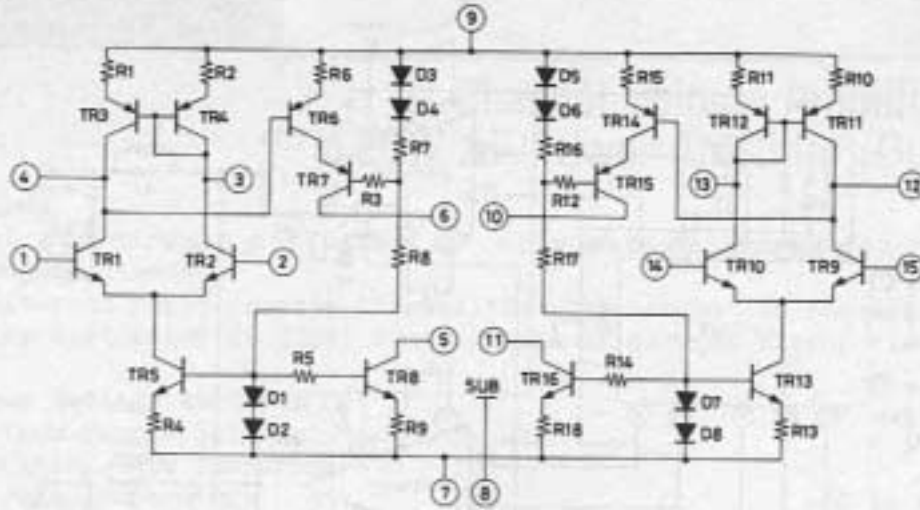 9
R1 R2 R6 D3 D5 R15 R11 R10
TR3 TR4 TR6 D4 D6 TR14 TR12 TR11
R7 R16
4 3 TR7 R3 R12 TR15 13 12
6 10
1 TR1 TR2 2 R8 R17 14 TR10 TR9 15
5 11
TR5 R5 TR8 SUB TR16 R14 TR13
D1 D7
R4 D2 R9 R18 D8 R13
7 8